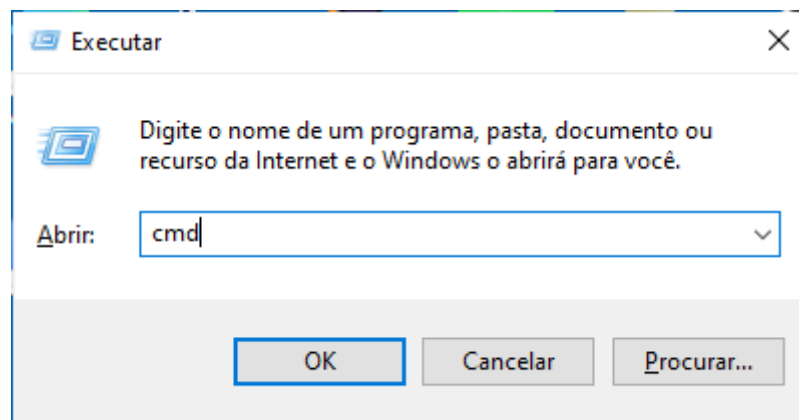 Executar
Digite o nome de um programa, pasta, documento ou
recurso da Internet e o Windows o abrirá para você.
Abrir:
cmd
OK
Cancelar
Procurar...